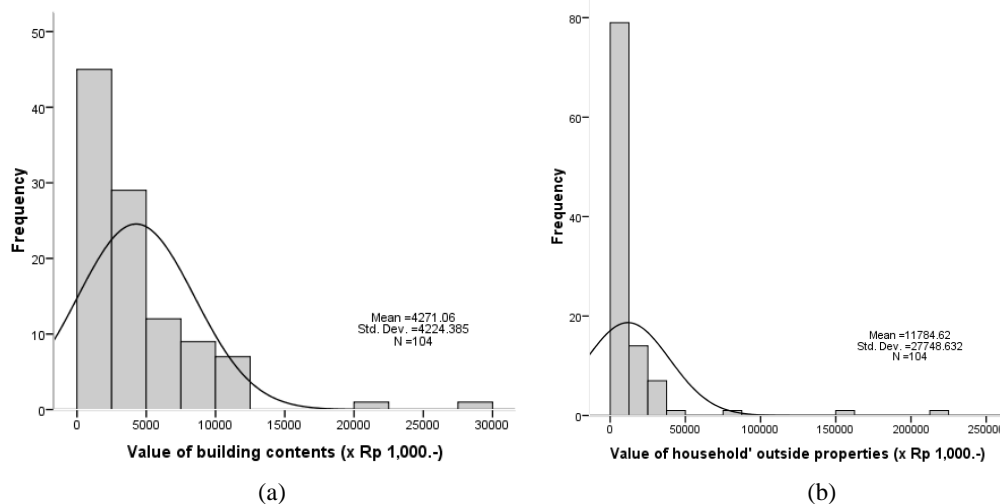 50
40
30
20
10
0
Frequency
Mean =4271.06
Std. Dev. =4224.385
N =104
0 5000 10000 15000 20000 25000 30000
Value of building contents (x Rp 1,000.-)
(a)
80
60
40
20
0
Frequency
Mean =11784.62
Std. Dev. =27748.632
N =104
0 50000 100000 150000 200000 250000
Value of household' outside properties (x Rp 1,000.-)
(b)